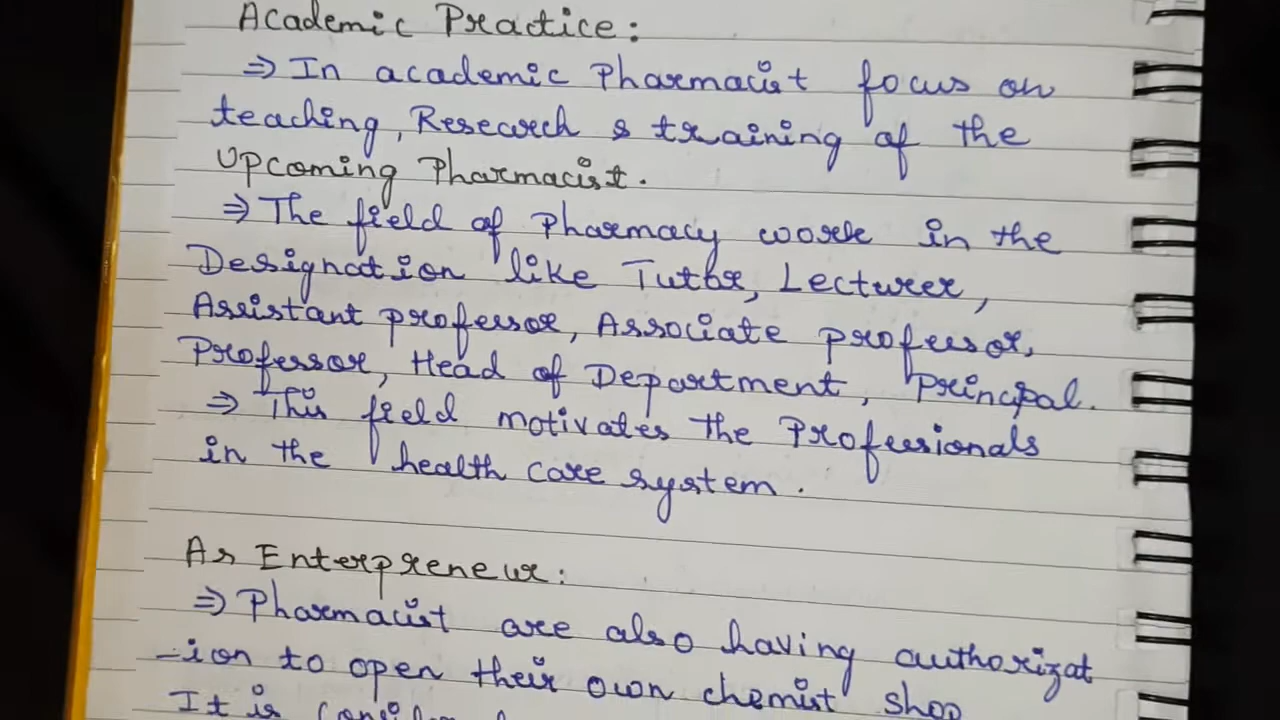 Academic Practice:
⇒ In academic Pharmacist focus on
teaching, Research & training of the
Upcoming Pharmacist.
⇒ The field of Pharmacy work in the
Designation like Tutor, Lecturer,
Assistant professor, Associate professor,
Professor, Head of Department, Principal.
⇒ This field motivates the Professionals
in the health care system.
As Enterpreneur:
⇒ Pharmacist are also having authorizat
-ion to open their own chemist shop
It is